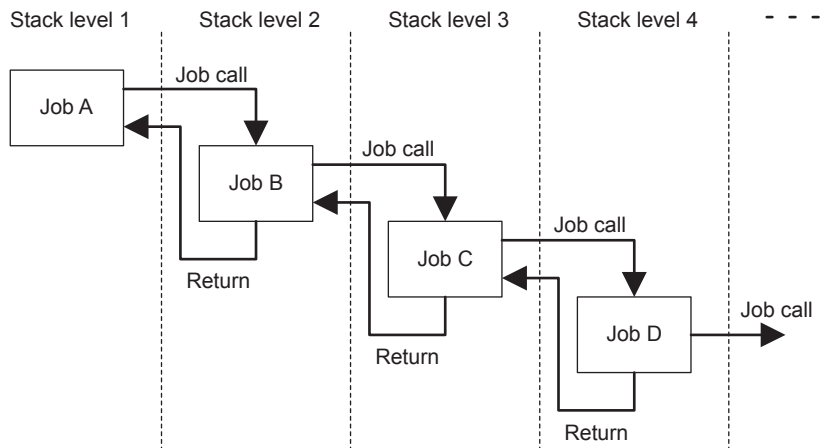 Stack level 1
Stack level 2
Stack level 3
Stack level 4
- - -
Job call
Job A
Job call
Job B
Job call
Return
Job C
Job call
Return
Job D
Return